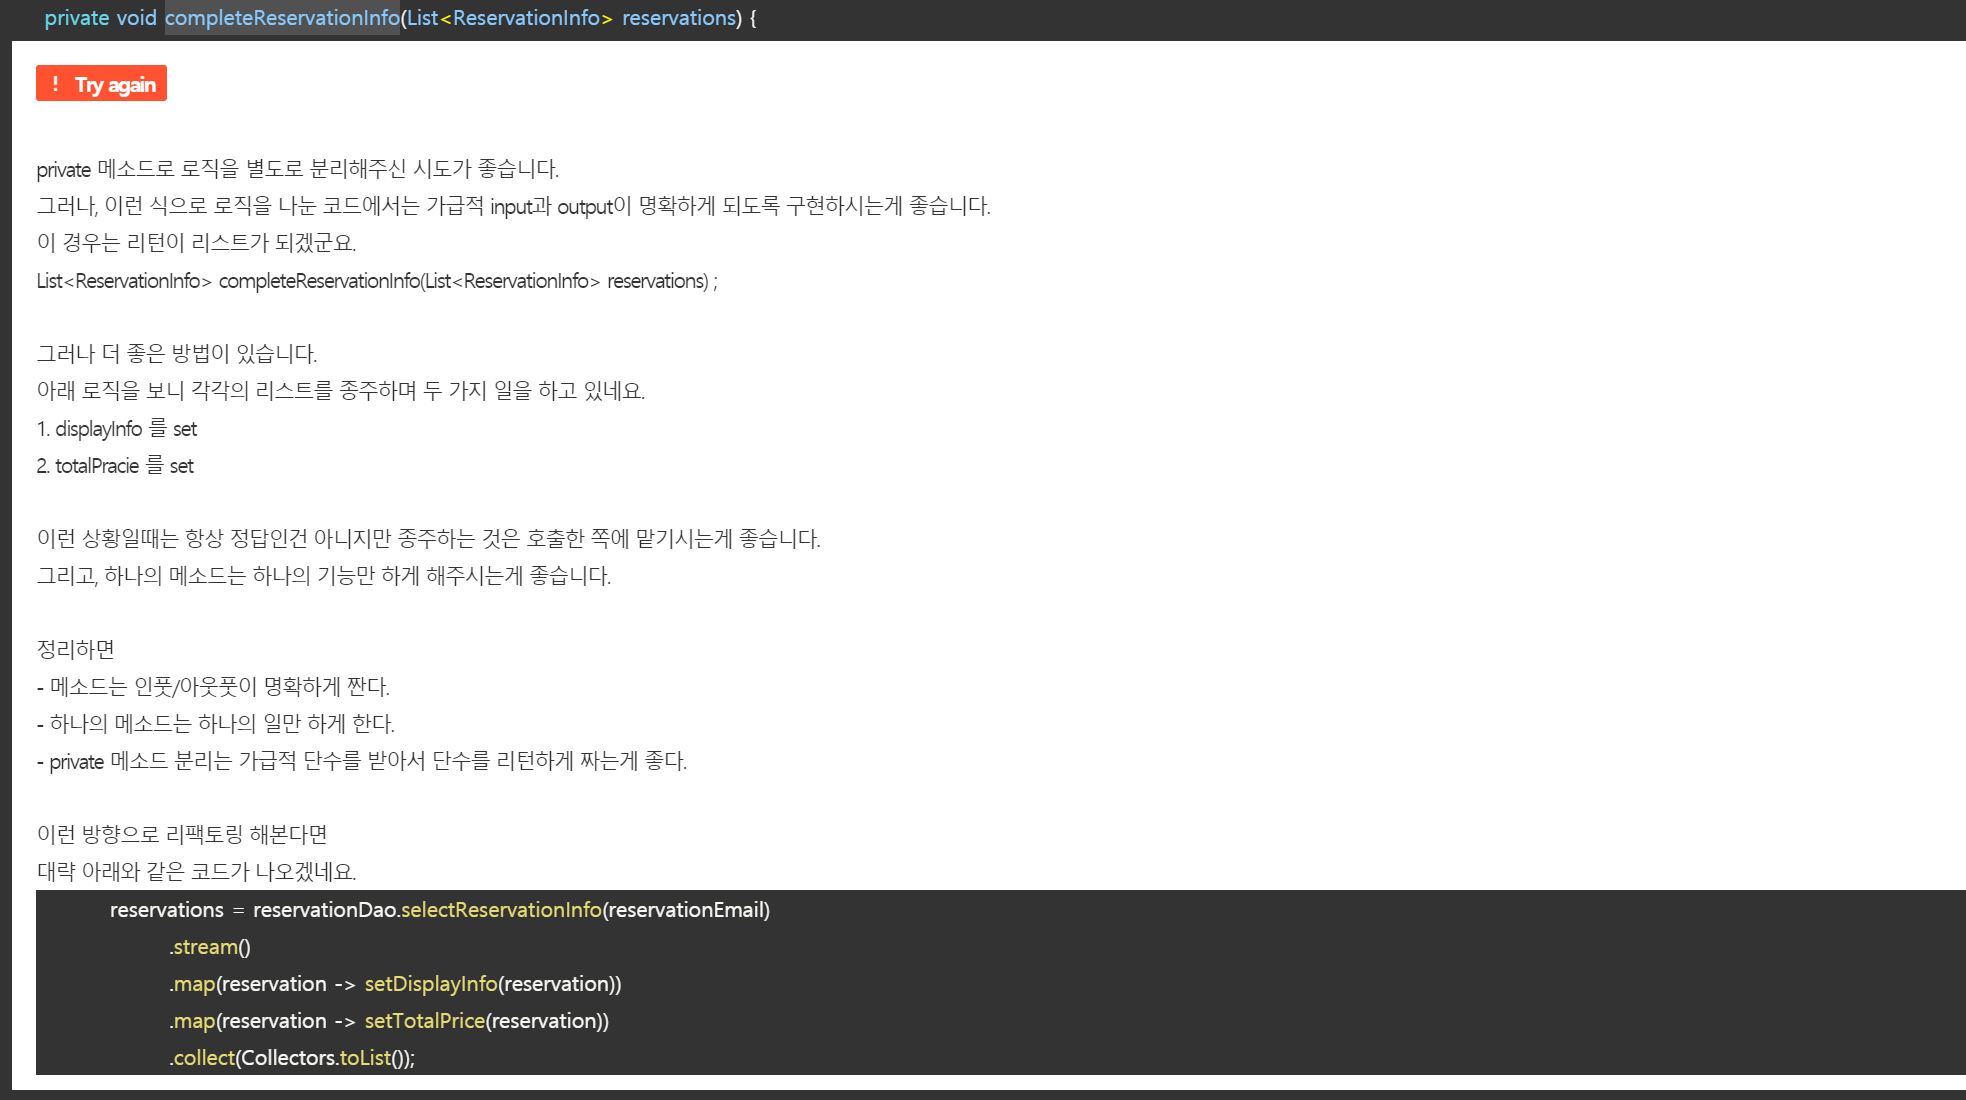 private void completeReservationInfo(List<ReservationInfo> reservations) {
! Try again
private 메소드로 로직을 별도로 분리해주신 시도가 좋습니다.
그러나, 이런 식으로 로직을 나눈 코드에서는 가급적 input과 output이 명확하게 되도록 구현하시는게 좋습니다.
이 경우는 리턴이 리스트가 되겠군요.
List<ReservationInfo> completeReservationInfo(List<ReservationInfo> reservations) ;
그러나 더 좋은 방법이 있습니다.
아래 로직을 보니 각각의 리스트를 종주하며 두 가지 일을 하고 있네요.
1. displayInfo 를 set
2. totalPracie 를 set
이런 상황일때는 항상 정답인건 아니지만 종주하는 것은 호출한 쪽에 맡기시는게 좋습니다.
그리고, 하나의 메소드는 하나의 기능만 하게 해주시는게 좋습니다.
정리하면
- 메소드는 인풋/아웃풋이 명확하게 짠다.
- 하나의 메소드는 하나의 일만 하게 한다.
- private 메소드 분리는 가급적 단수를 받아서 단수를 리턴하게 짜는게 좋다.
이런 방향으로 리팩토링 해본다면
대략 아래와 같은 코드가 나오겠네요.
reservations = reservationDao.selectReservationInfo(reservationEmail)
.stream()
.map(reservation -> setDisplayInfo(reservation))
.map(reservation -> setTotalPrice(reservation))
.collect(Collectors.toList());